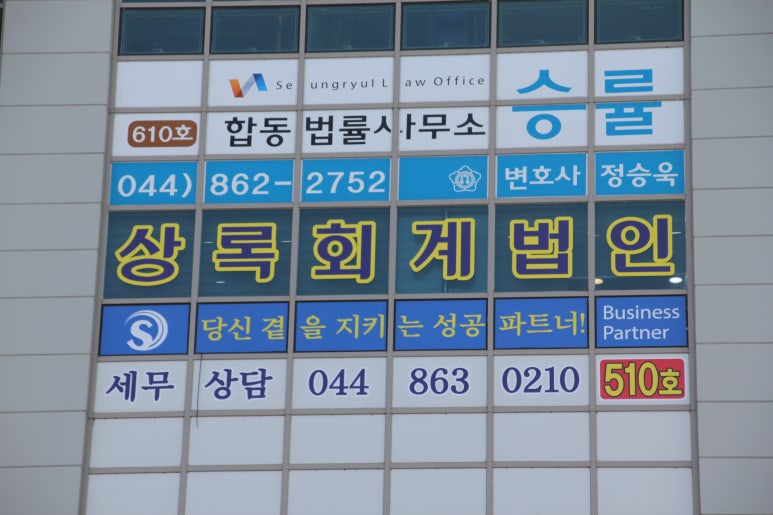 Seungryul Law Office
승률
610호 합동법률사무소
044) 862-2752 변호사 정승욱
상록회계법인
S 당신 곁을 지키는 성공 파트너! Business Partner
세무 상담 044 863 0210 510호